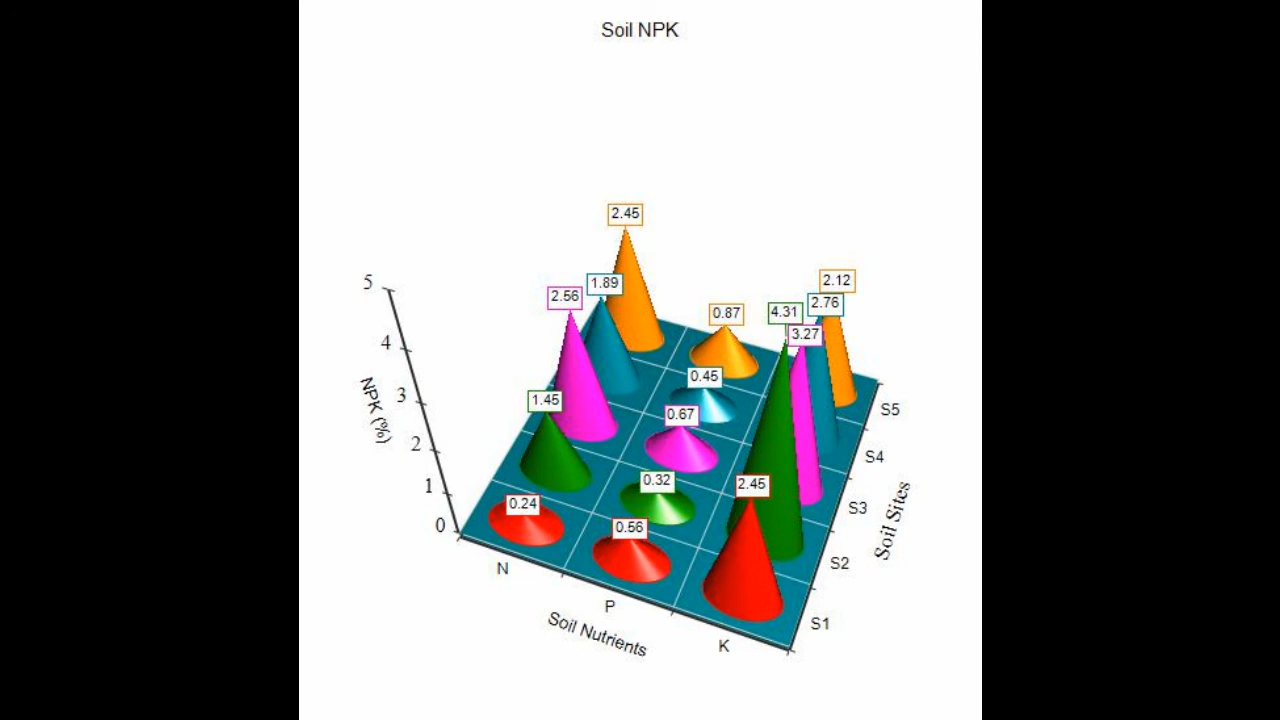 Soil NPK
2.45
2.12
1.89
5
2.56
2.76
0.87
4.31
3.27
4
0.45
3
1.45
NPK (%)
0.67
S5
2
S4
0.32
2.45
1
0.24
S3
Soil Sites
0
0.56
S2
N
P
S1
Soil Nutrients
K